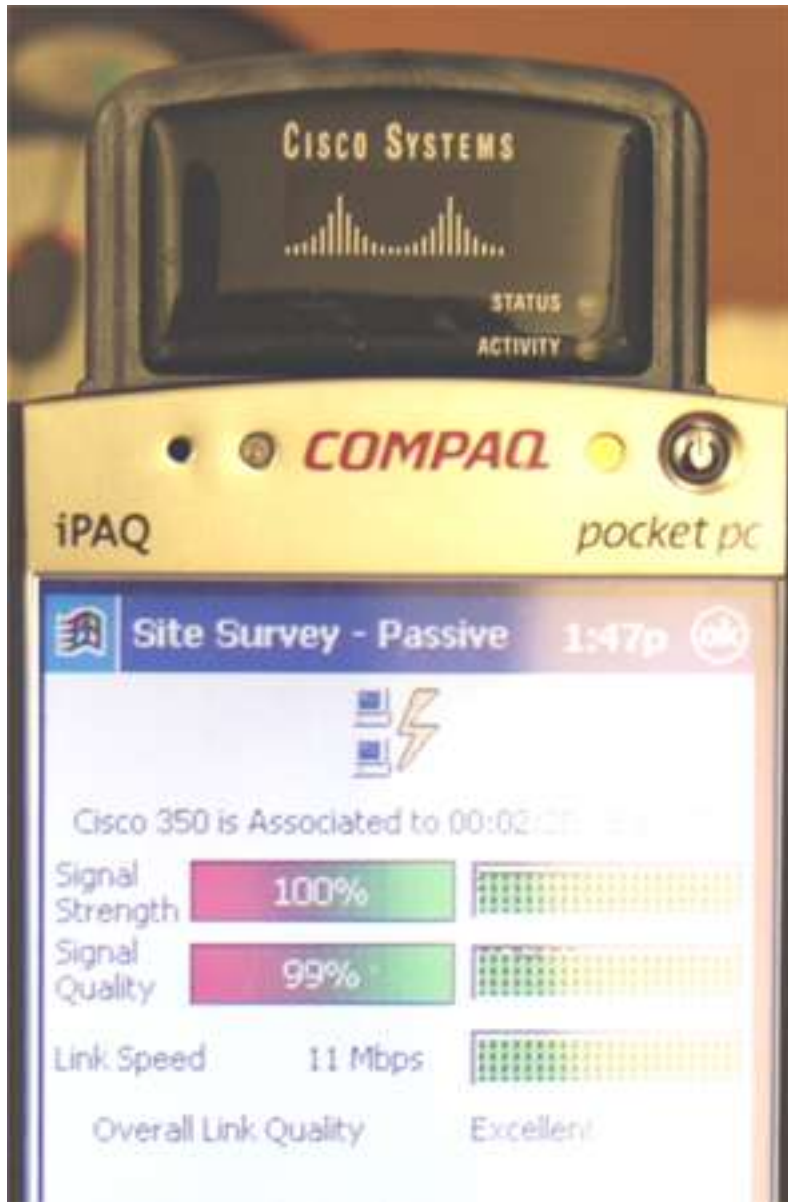 CISCO SYSTEMS
STATUS
ACTIVITY
COMPAQ
iPAQ pocket pc
Site Survey - Passive 1:47p ok
Cisco 350 is Associated to 00:02:
Signal Strength 100%
Signal Quality 99%
Link Speed 11 Mbps
Overall Link Quality Excellent